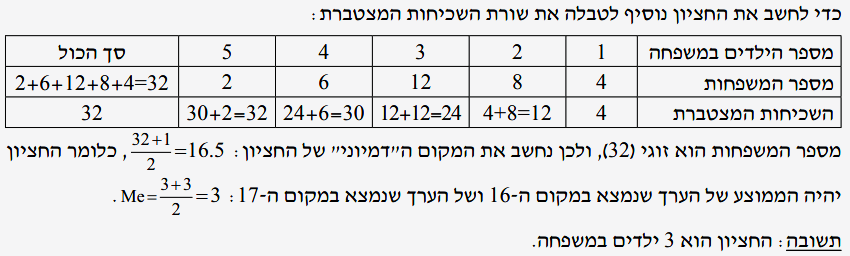 כדי לחשב את החציון נוסיף לטבלה את שורת השכיחות המצטברת :
מספר הילדים במשפחה 1 2 3 4 5 סך הכול
מספר המשפחות 4 8 12 6 2 2+6+12+8+4=32
השכיחות המצטברת 4 4+8=12 12+12=24 24+6=30 30+2=32 32
מספר המשפחות הוא זוגי (32), ולכן נחשב את המקום ה"דמיוני" של החציון : (32+1)/2=16.5, כלומר החציון
יהיה הממוצע של הערך שנמצא במקום ה-16 ושל הערך שנמצא במקום ה-17 : Me=(3+3)/2=3 .
תשובה : החציון הוא 3 ילדים במשפחה.